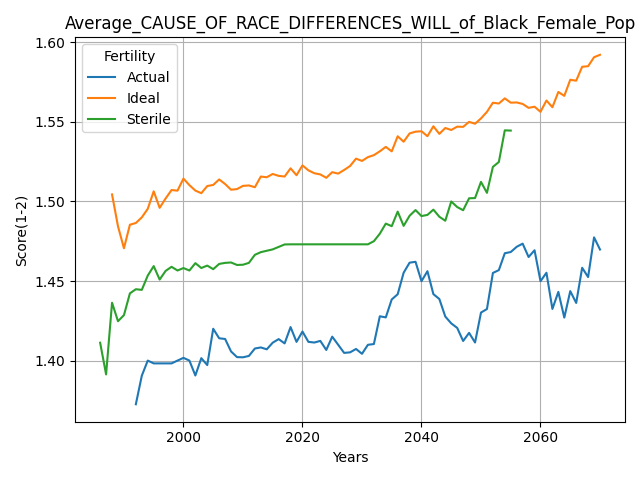 Average_CAUSE_OF_RACE_DIFFERENCES_WILL_of_Black_Female_Pop
Fertility
Actual
Ideal
Sterile
1.60
1.55
1.50
1.45
1.40
Score(1-2)
2000 2020 2040 2060
Years